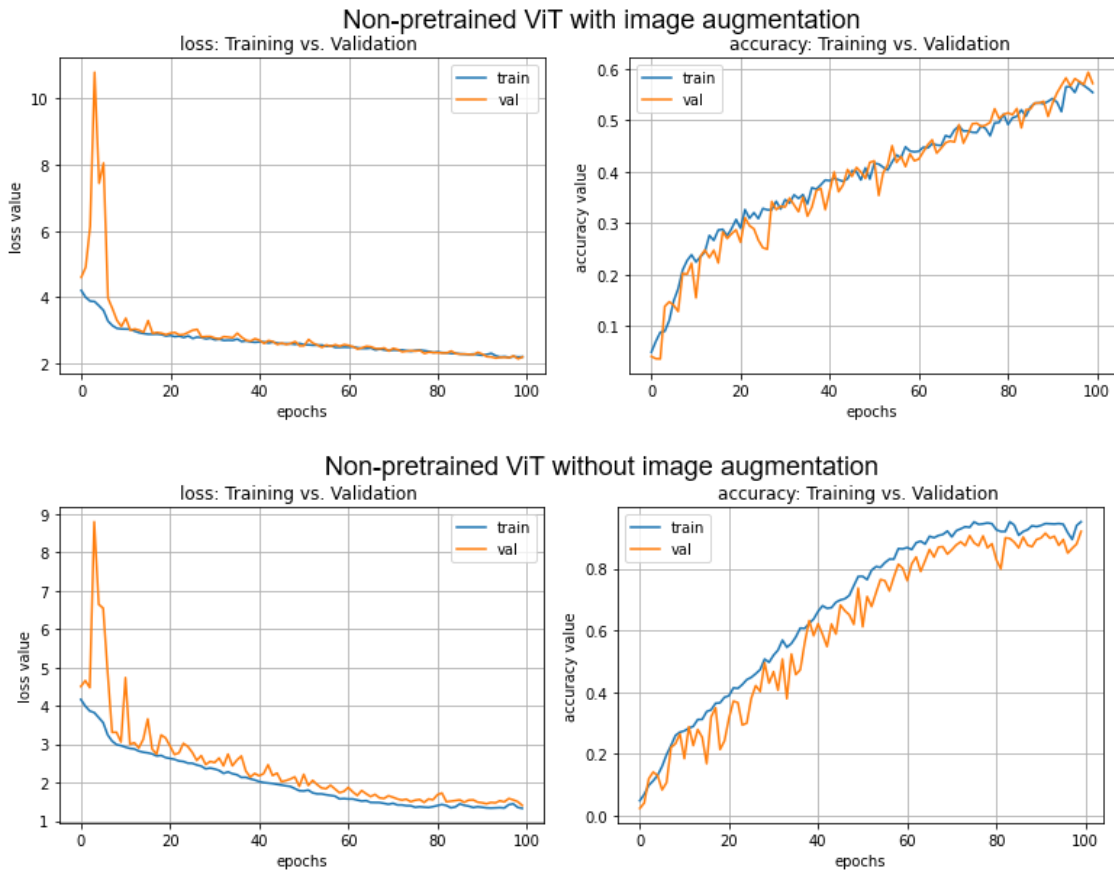 Non-pretrained ViT with image augmentation
loss: Training vs. Validation
train
val
10
8
6
4
2
loss value
0 20 40 60 80 100
epochs
accuracy: Training vs. Validation
train
val
0.6
0.5
0.4
0.3
0.2
0.1
accuracy value
0 20 40 60 80 100
epochs
Non-pretrained ViT without image augmentation
loss: Training vs. Validation
train
val
9
8
7
6
5
4
3
2
1
loss value
0 20 40 60 80 100
epochs
accuracy: Training vs. Validation
train
val
0.8
0.6
0.4
0.2
0.0
accuracy value
0 20 40 60 80 100
epochs